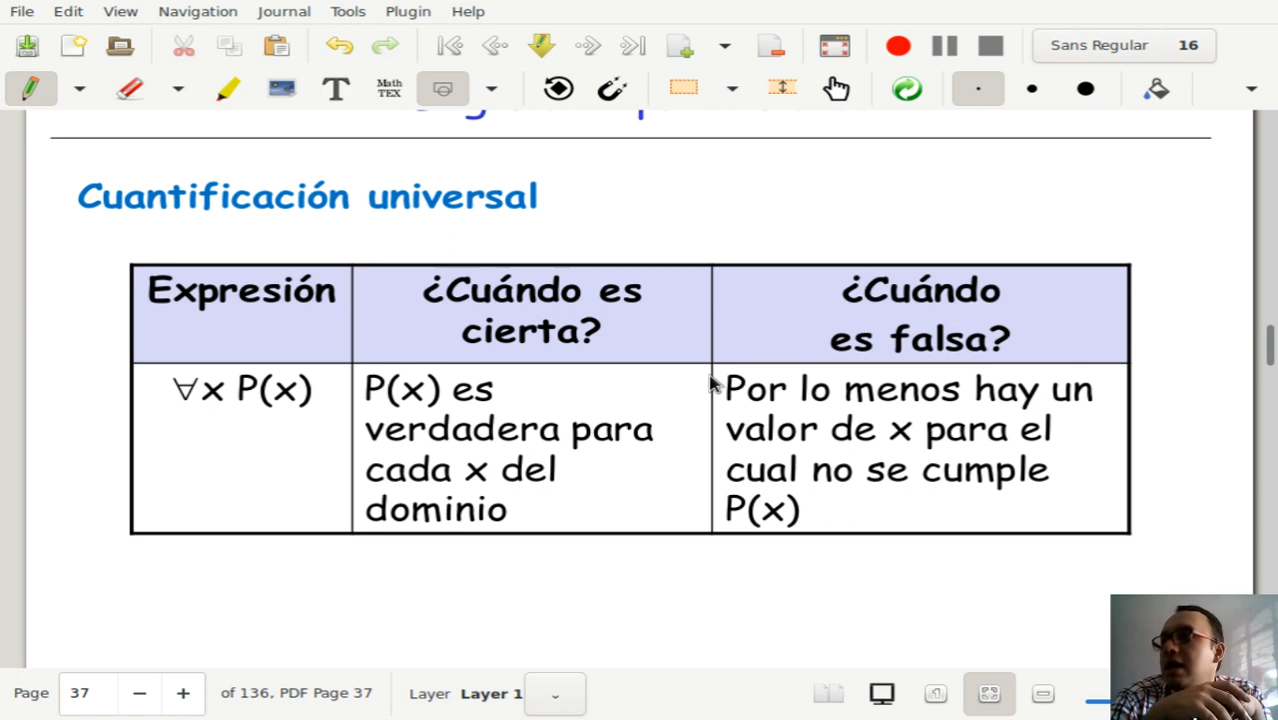 File Edit View Navigation Journal Tools Plugin Help
Sans Regular 16
T Math TEX
Cuantificación universal
Expresión
¿Cuándo es
cierta?
¿Cuándo
es falsa?
∀x P(x)
P(x) es
verdadera para
cada x del
dominio
Por lo menos hay un
valor de x para el
cual no se cumple
P(x)
Page 37 − + of 136, PDF Page 37 Layer Layer 1